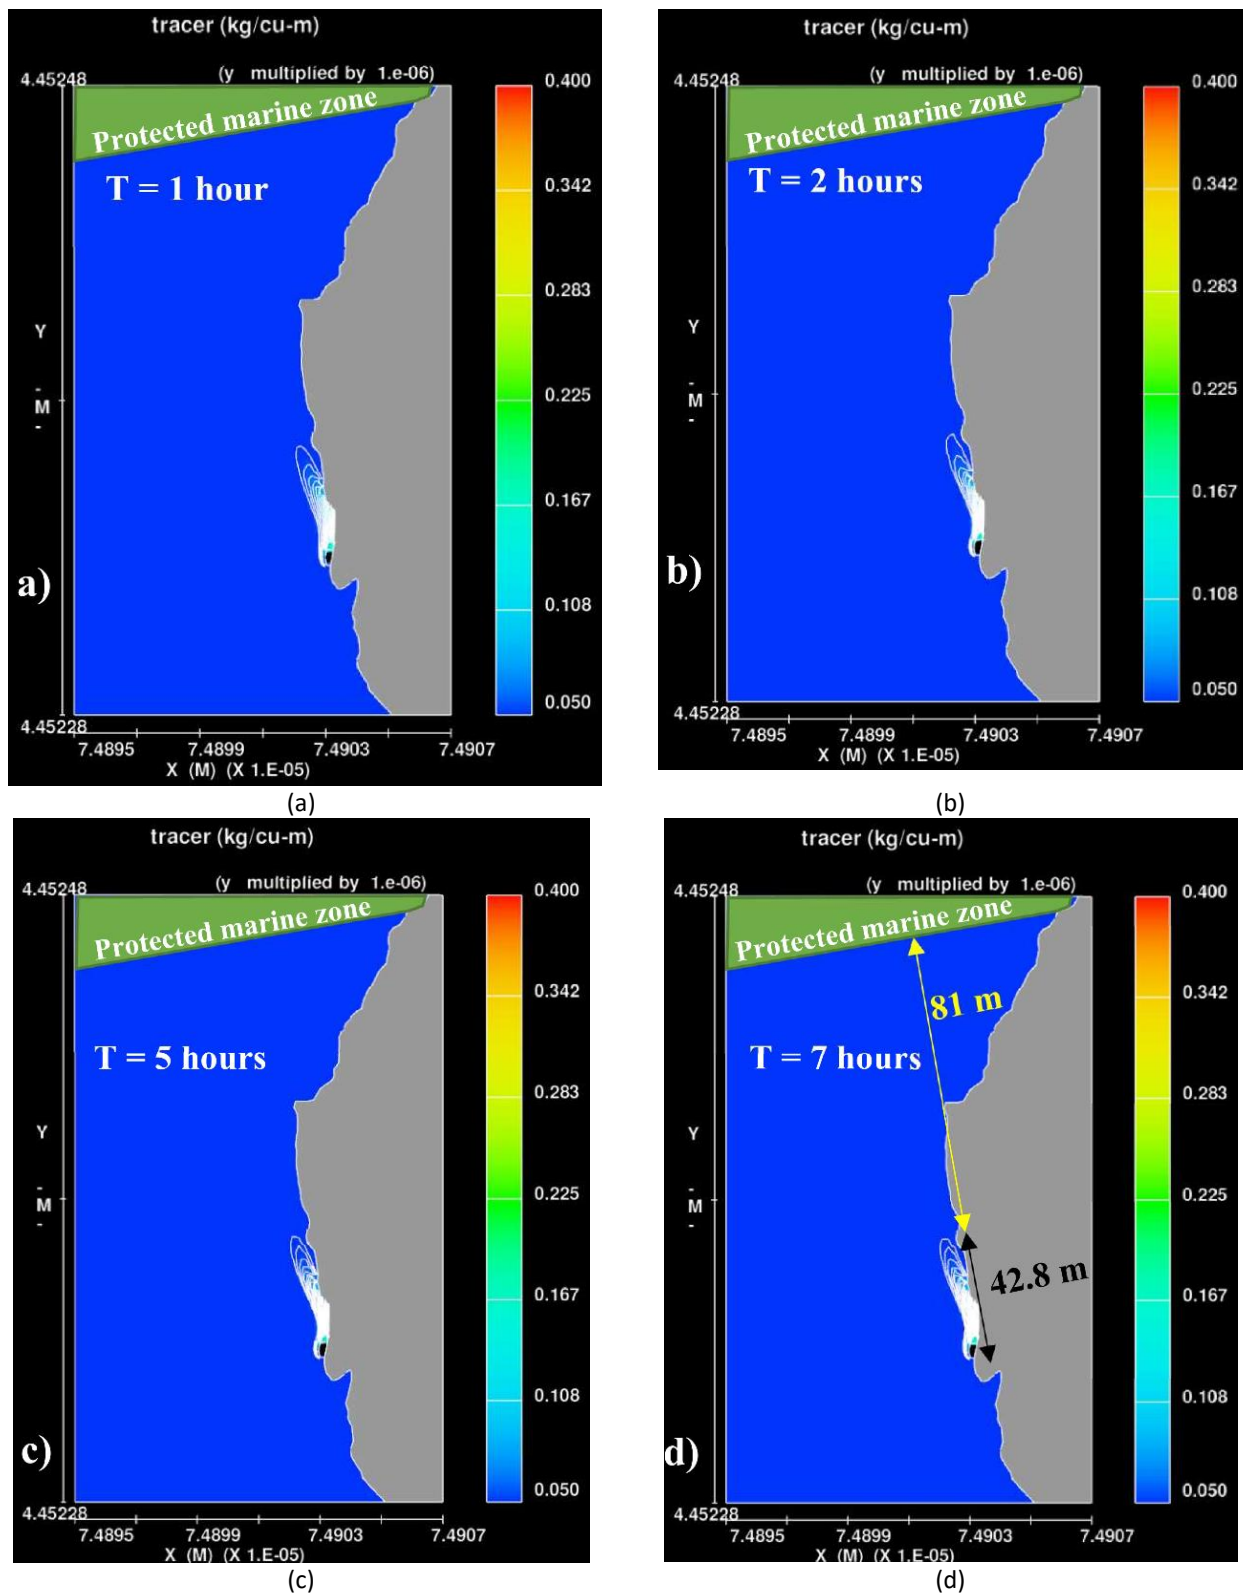 tracer (kg/cu-m)
(y multiplied by 1.e-06)
4.45248
Protected marine zone
T = 1 hour
0.400
0.342
0.283
0.225
0.167
0.108
0.050
Y
-
M
-
a)
4.45228
7.4895 7.4899 7.4903 7.4907
X (M) (X 1.E-05)
(a)
tracer (kg/cu-m)
(y multiplied by 1.e-06)
4.45248
Protected marine zone
T = 2 hours
0.400
0.342
0.283
0.225
0.167
0.108
0.050
Y
-
M
-
b)
4.45228
7.4895 7.4899 7.4903 7.4907
X (M) (X 1.E-05)
(b)
tracer (kg/cu-m)
(y multiplied by 1.e-06)
4.45248
Protected marine zone
T = 5 hours
0.400
0.342
0.283
0.225
0.167
0.108
0.050
Y
-
M
-
c)
4.45228
7.4895 7.4899 7.4903 7.4907
X (M) (X 1.E-05)
(c)
tracer (kg/cu-m)
(y multiplied by 1.e-06)
4.45248
Protected marine zone
81 m
T = 7 hours
42.8 m
0.400
0.342
0.283
0.225
0.167
0.108
0.050
Y
-
M
-
d)
4.45228
7.4895 7.4899 7.4903 7.4907
X (M) (X 1.E-05)
(d)